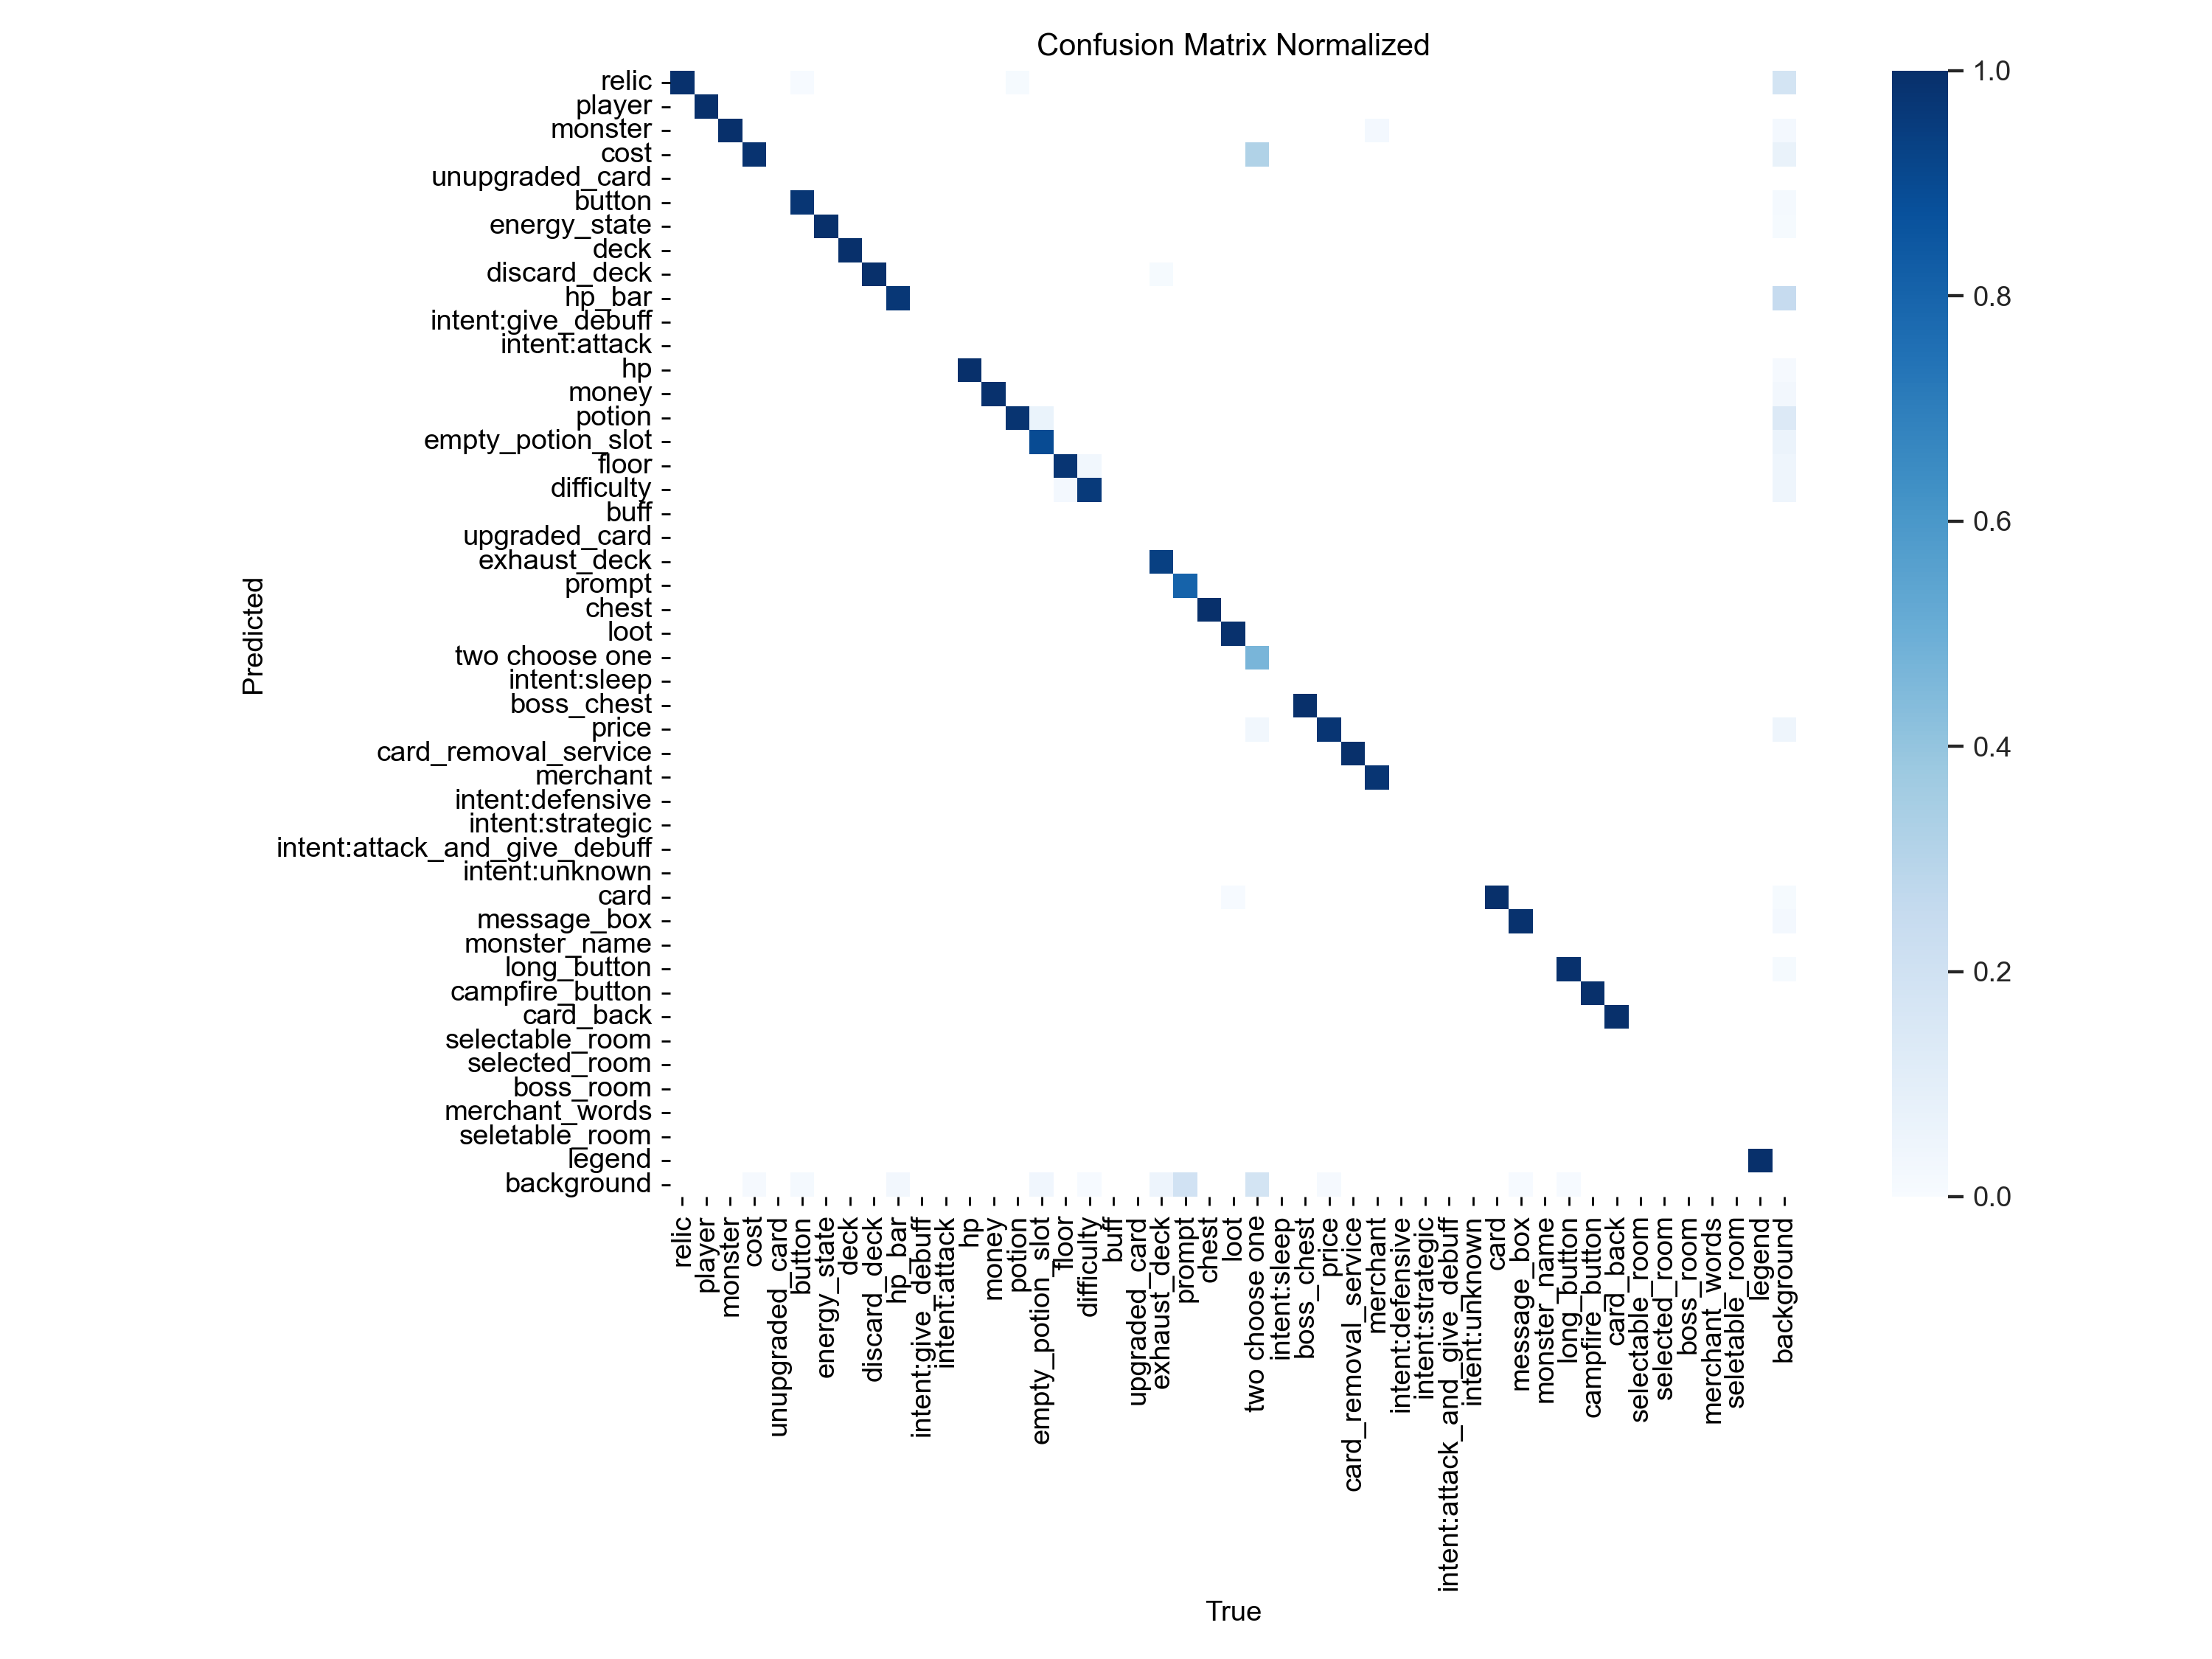 Confusion Matrix Normalized
relic
player
monster
cost
unupgraded_card
button
energy_state
deck
discard_deck
hp_bar
intent:give_debuff
intent:attack
hp
money
potion
empty_potion_slot
floor
difficulty
buff
upgraded_card
exhaust_deck
prompt
chest
loot
two choose one
intent:sleep
boss_chest
price
card_removal_service
merchant
intent:defensive
intent:strategic
intent:attack_and_give_debuff
intent:unknown
card
message_box
monster_name
long_button
campfire_button
card_back
selectable_room
selected_room
boss_room
merchant_words
seletable_room
legend
background
Predicted
relic
player
monster
cost
unupgraded_card
button
energy_state
deck
discard_deck
hp_bar
intent:give_debuff
intent:attack
hp
money
potion
empty_potion_slot
floor
difficulty
buff
upgraded_card
exhaust_deck
prompt
chest
loot
two choose one
intent:sleep
boss_chest
price
card_removal_service
merchant
intent:defensive
intent:strategic
intent:attack_and_give_debuff
intent:unknown
card
message_box
monster_name
long_button
campfire_button
card_back
selectable_room
selected_room
boss_room
merchant_words
seletable_room
legend
background
True
1.0
0.8
0.6
0.4
0.2
0.0